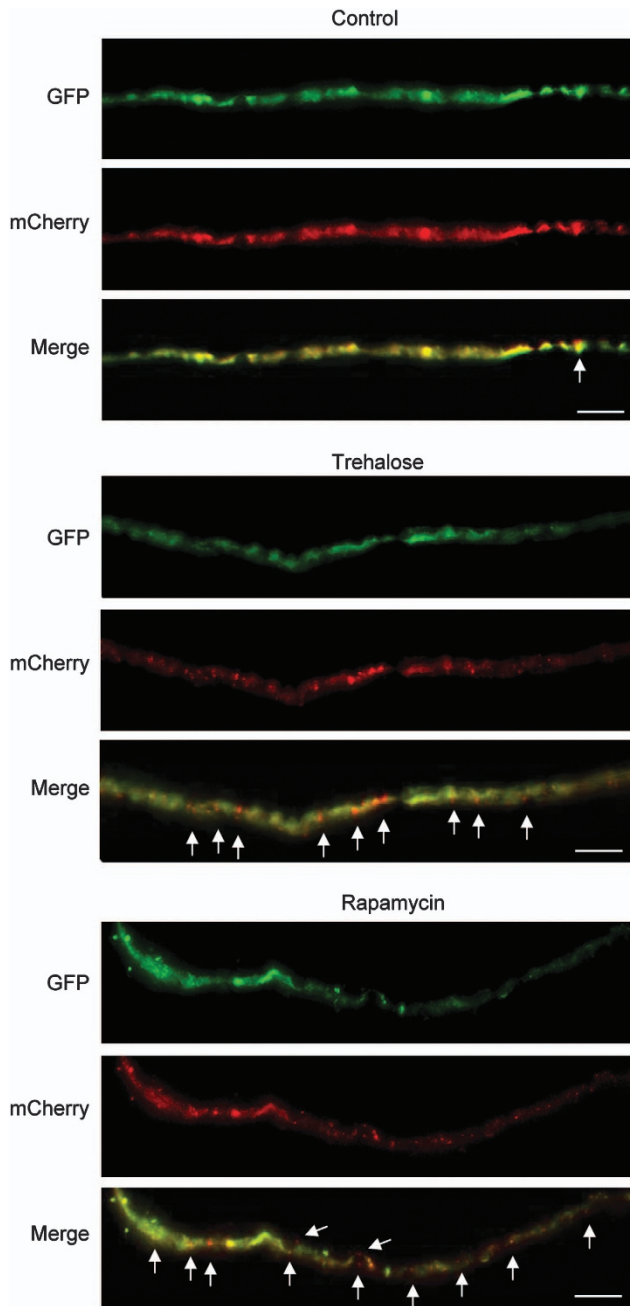 Control
GFP
mCherry
Merge
Trehalose
GFP
mCherry
Merge
Rapamycin
GFP
mCherry
Merge